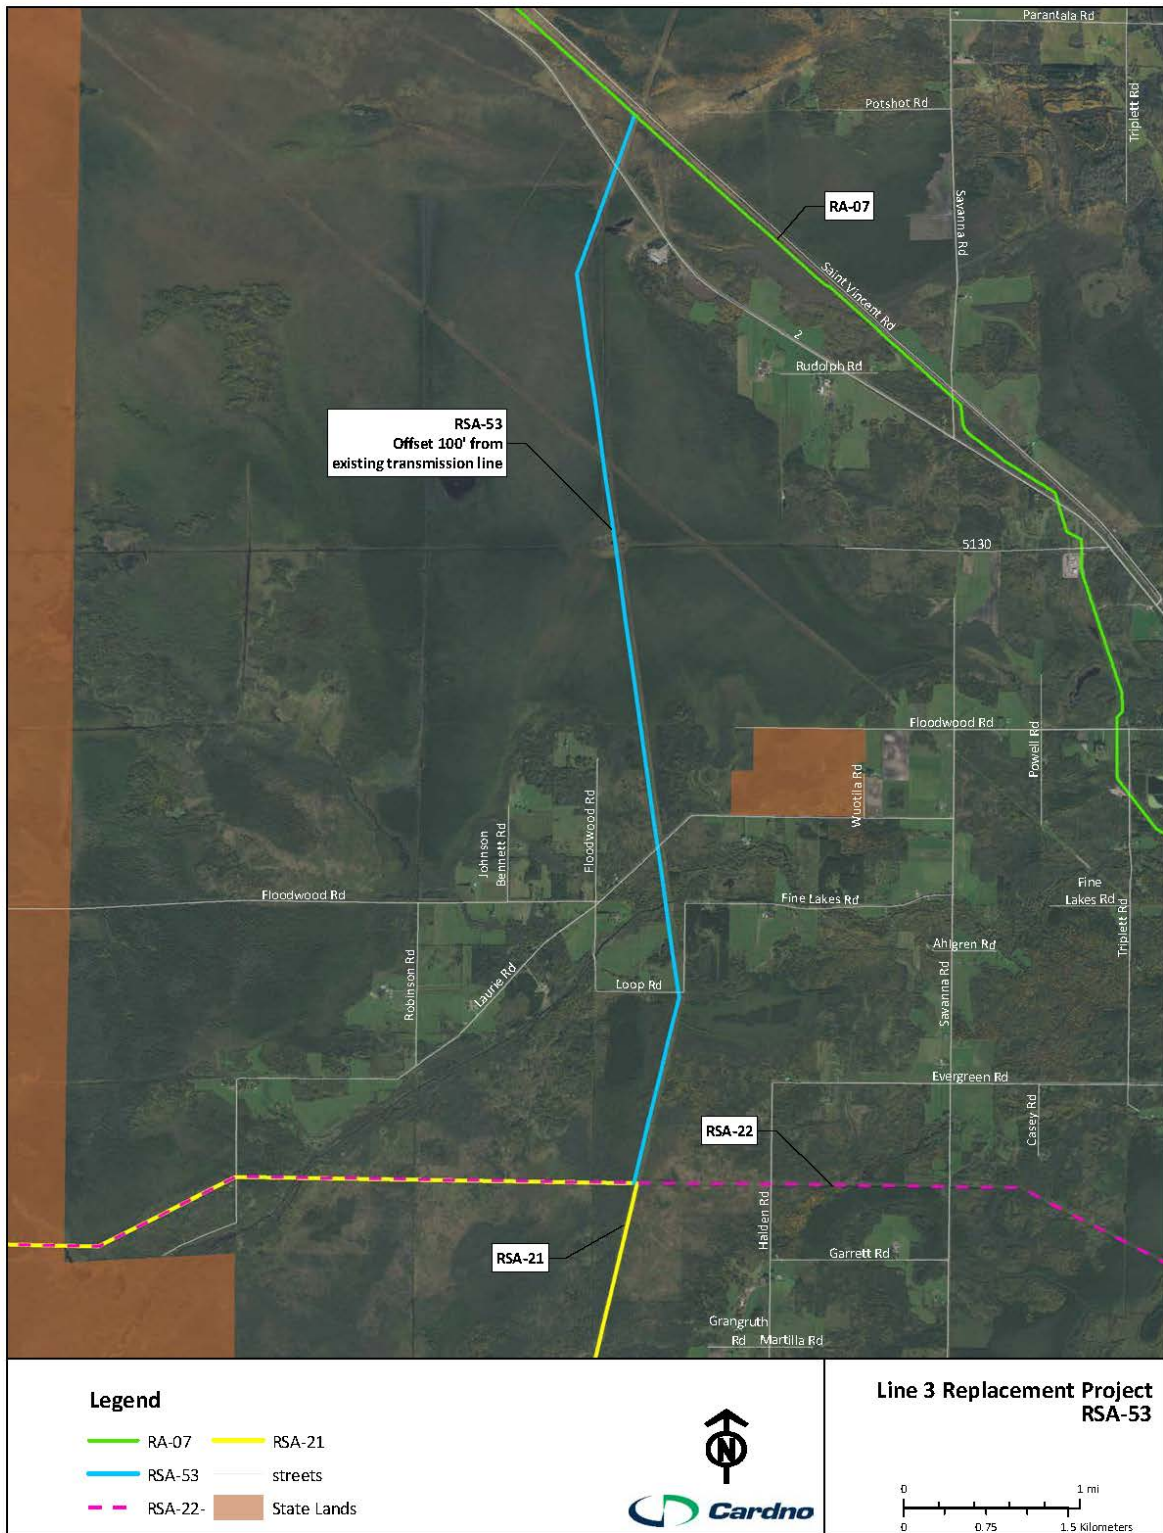 Parantala Rd
Potshot Rd
Triplett Rd
Savanna Rd
RA-07
Saint Vincent Rd
2
Rudolph Rd
RSA-53
Offset 100' from
existing transmission line
5130
Floodwood Rd
Powell Rd
Wuotila Rd
Floodwood Rd
Johnson
Bennett Rd
Floodwood Rd
Fine Lakes Rd
Fine
Lakes Rd
Triplett Rd
Ahlgren Rd
Savanna Rd
Robinson Rd
Laurie Rd
Loop Rd
Evergreen Rd
Casey Rd
RSA-22
Halden Rd
RSA-21
Garrett Rd
Grangruth
Rd
Martilla Rd
Legend
RA-07
RSA-21
RSA-53
streets
RSA-22-
State Lands
N
Cardno
Line 3 Replacement Project
RSA-53
0 1 mi
0 0.75 1.5 Kilometers